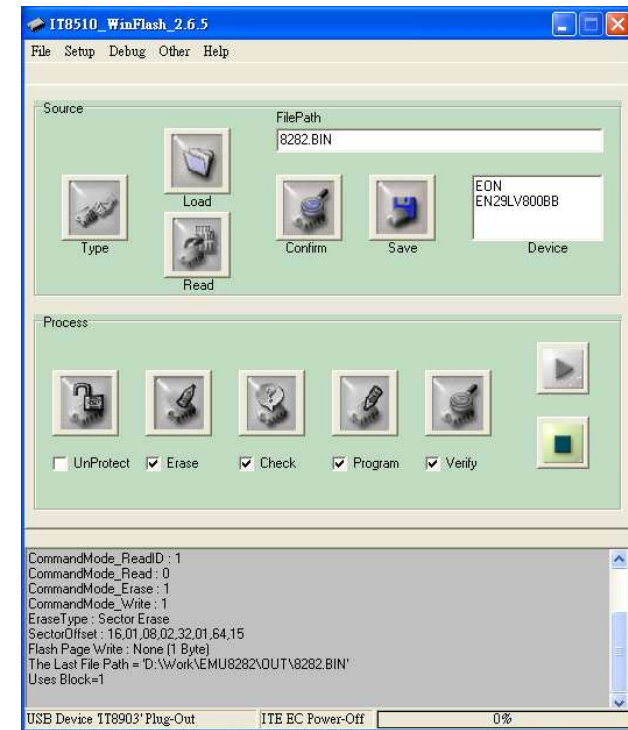 IT8510_WinFlash_2.6.5
File Setup Debug Other Help
Source
FilePath
8282.BIN
Load
Type
Read
Confirm
Save
EON
EN29LV800BB
Device
Process
UnProtect
Erase
Check
Program
Verify
CommandMode_ReadID : 1
CommandMode_Read : 0
CommandMode_Erase : 1
CommandMode_Write : 1
EraseType : Sector Erase
SectorOffset : 16,01,08,02,32,01,64,15
Flash Page Write : None (1 Byte)
The Last File Path = 'D:\Work\EMU8282\OUT\8282.BIN'
Uses Block=1
USB Device 'IT8903' Plug-Out
ITE EC Power-Off
0%